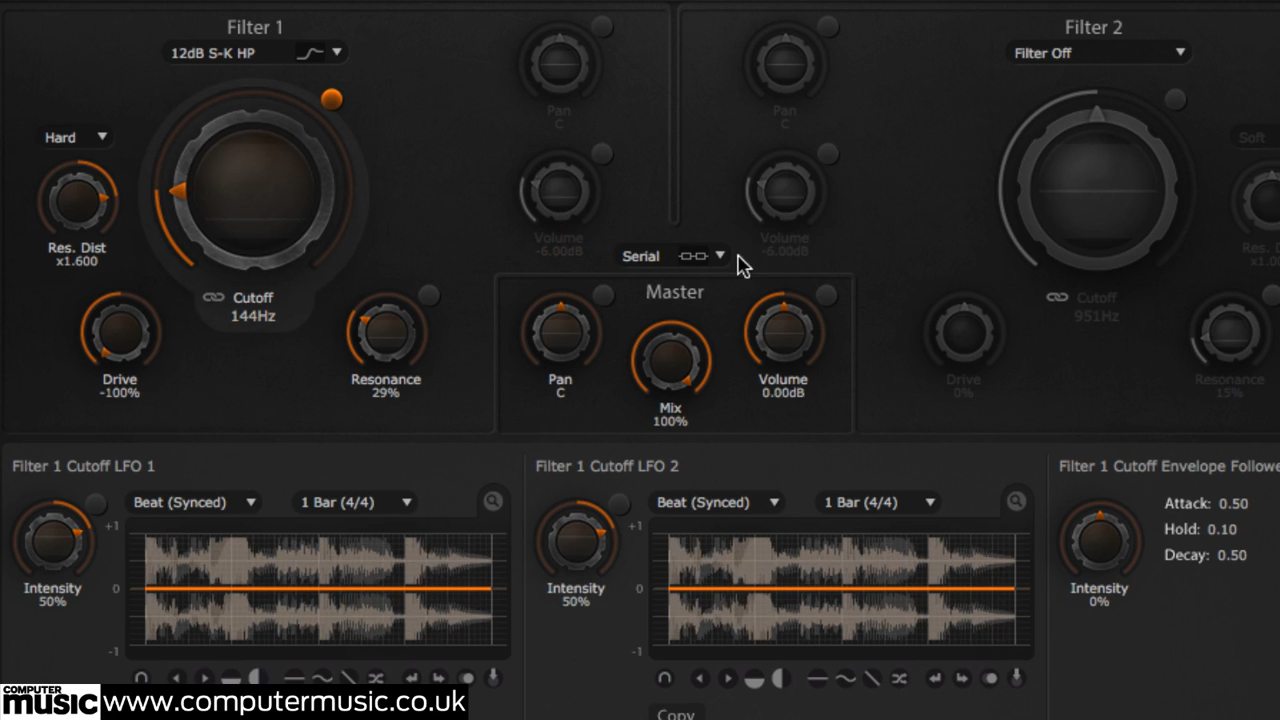 Filter 1
12dB S-K HP
Hard
Res. Dist
x1.600
Cutoff
144Hz
Drive
-100%
Resonance
29%
Pan
C
Volume
-6.00dB
Pan
C
Volume
-6.00dB
Serial
Master
Pan
C
Mix
100%
Volume
0.00dB
Filter 2
Filter Off
Soft
Res.
x1.0
Cutoff
951Hz
Drive
0%
Resonance
15%
Filter 1 Cutoff LFO 1
Beat (Synced) 1 Bar (4/4)
+1
0
-1
Intensity
50%
Filter 1 Cutoff LFO 2
Beat (Synced) 1 Bar (4/4)
+1
0
-1
Intensity
50%
Copy
Filter 1 Cutoff Envelope Followe
Attack: 0.50
Hold: 0.10
Decay: 0.50
Intensity
0%
COMPUTER
music www.computermusic.co.uk